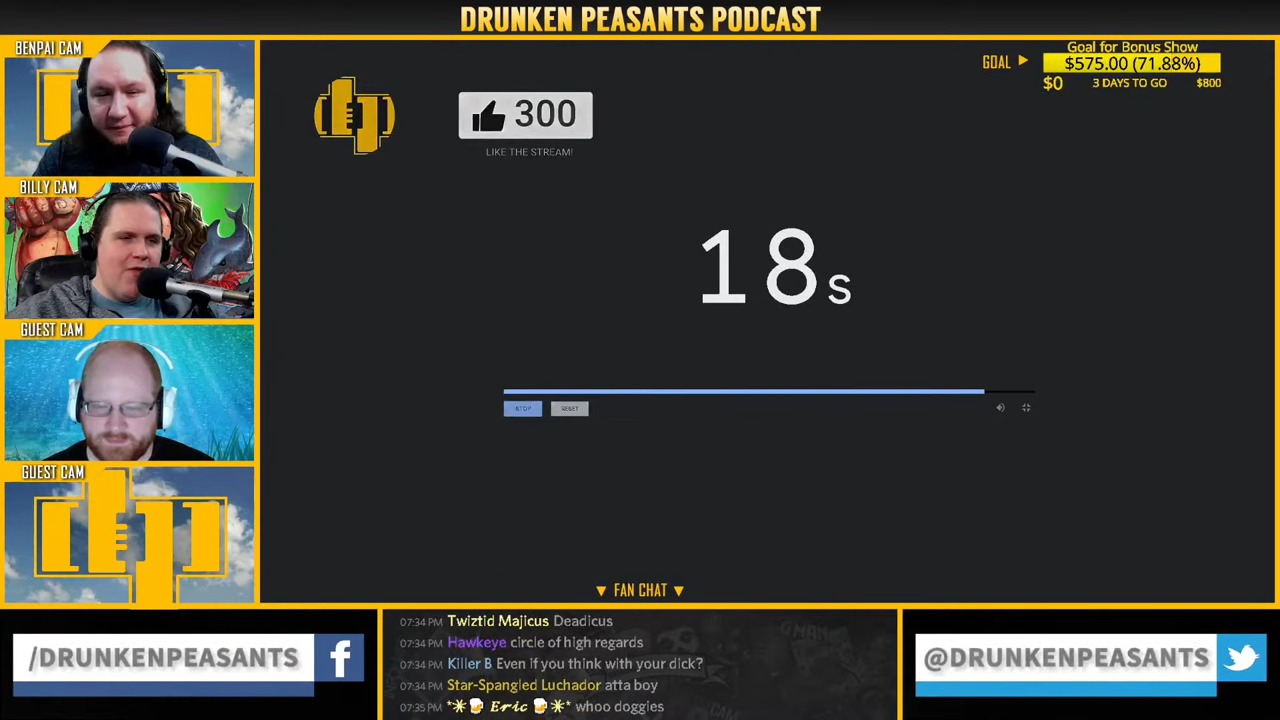 DRUNKEN PEASANTS PODCAST
BENPAI CAM
BILLY CAM
GUEST CAM
GUEST CAM
300
LIKE THE STREAM!
GOAL
Goal for Bonus Show
$575.00 (71.88%)
$0 3 DAYS TO GO $800
18s
STOP RESET
▼ FAN CHAT ▼
07:34 PM Twiztid Majicus Deadicus
07:34 PM Hawkeye circle of high regards
07:34 PM Killer B Even if you think with your dick?
07:34 PM Star-Spangled Luchador atta boy
07:35 PM *✳🍺 Eric 🍺✳* whoo doggies
/DRUNKENPEASANTS f
@DRUNKENPEASANTS